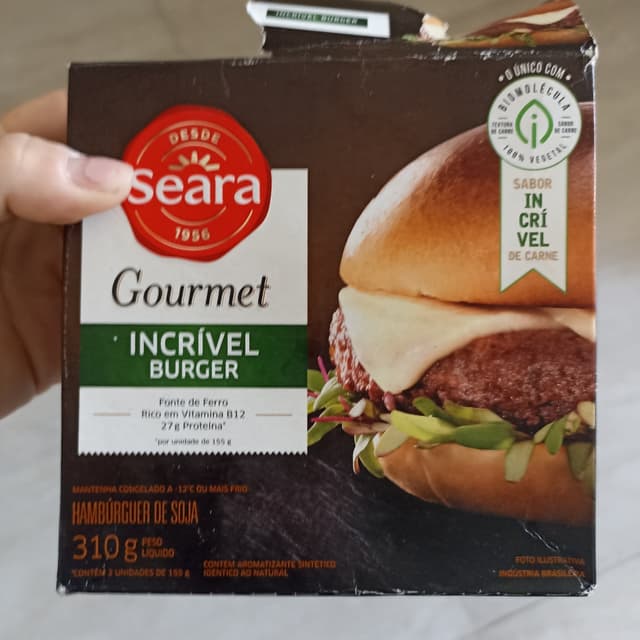 INCRÍVEL BURGER
DESDE
seara
1956
Gourmet
INCRÍVEL
BURGER
Fonte de Ferro
Rico em Vitamina B12
27g Proteína*
*por unidade de 155 g
• O ÚNICO COM •
BIOMOLÉCULA
TEXTURA DE CARNE
SABOR DE CARNE
100% VEGETAL
SABOR
IN
CRÍ
VEL
DE CARNE
MANTENHA CONGELADO A -12°C OU MAIS FRIO
HAMBÚRGUER DE SOJA
310g PESO LÍQUIDO
*CONTÉM 2 UNIDADES DE 155 g
CONTÉM AROMATIZANTE SINTÉTICO
IDÊNTICO AO NATURAL
FOTO ILUSTRATIVA
INDÚSTRIA BRASILEIRA